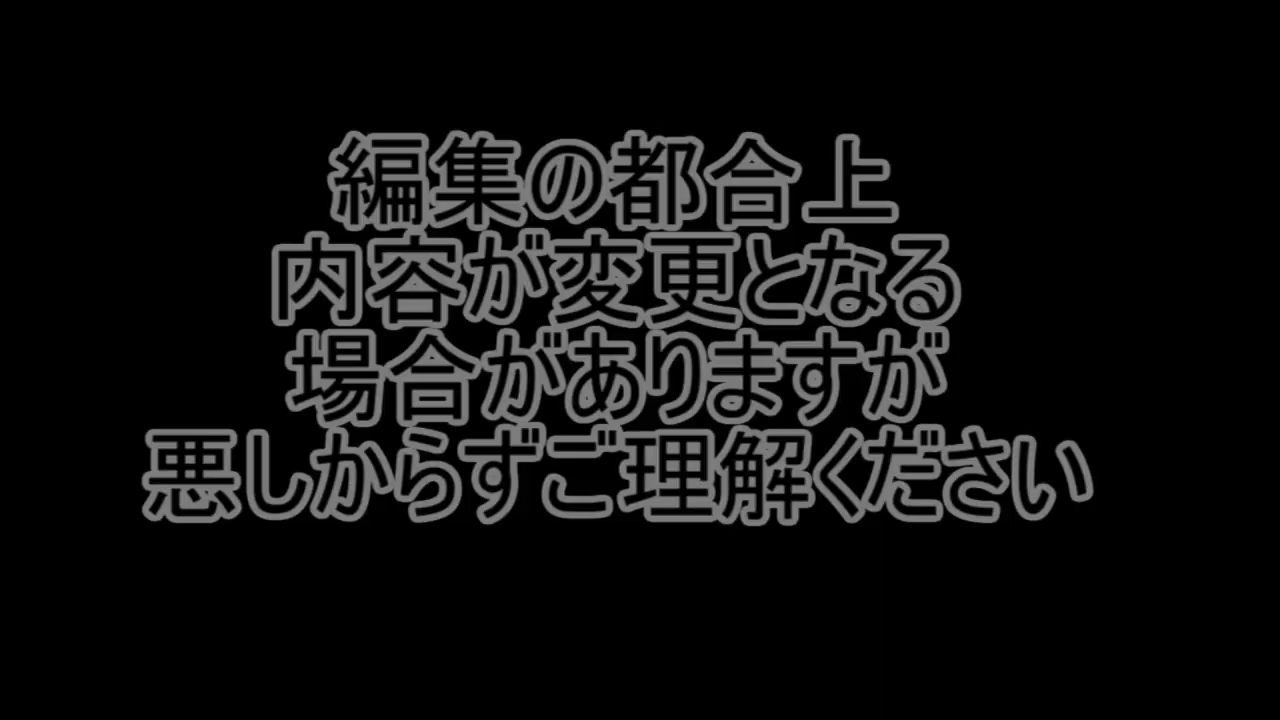 編集の都合上
内容が変更となる
場合がありますが
悪しからずご理解ください